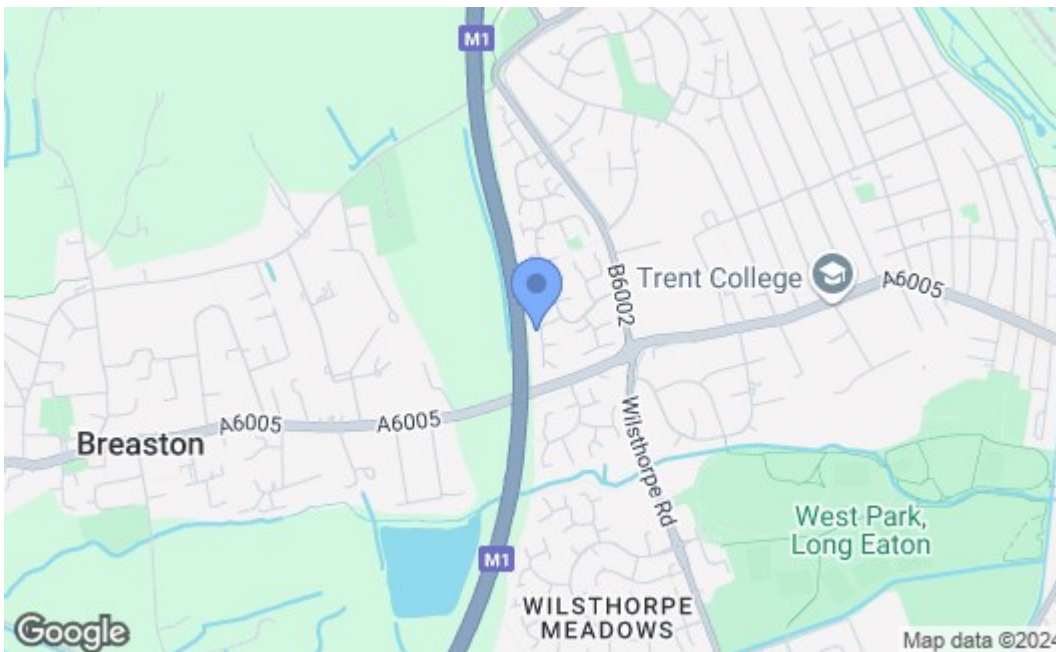 M1
B6002
Trent College
A6005
A6005
A6005
Breaston
Wilsthorpe Rd
West Park,
Long Eaton
M1
WILSTHORPE
MEADOWS
Google
Map data ©2024